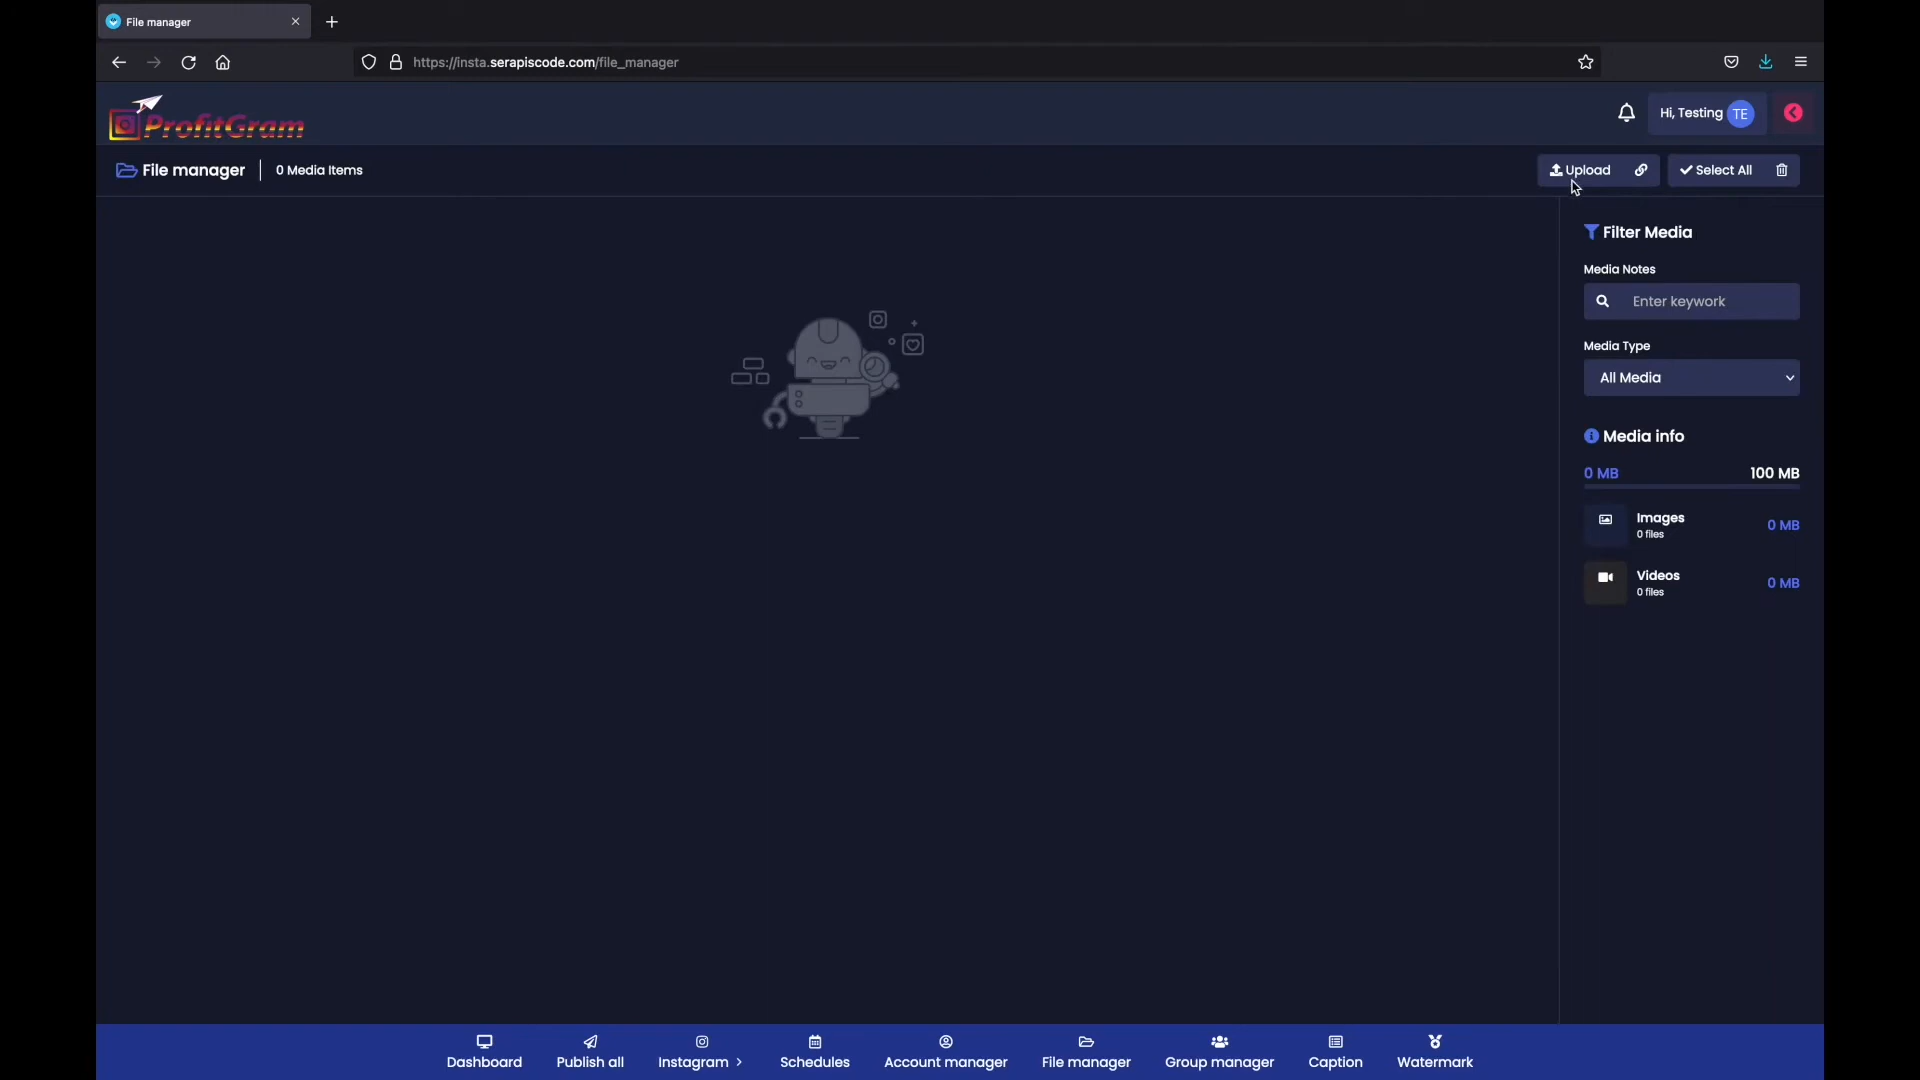 File manager
https://insta.serapiscode.com/file_manager
ProfitGram
Hi, Testing TE
File manager
0 Media Items
Upload
Select All
Filter Media
Media Notes
Enter keywork
Media Type
All Media
Media info
0 MB 100 MB
Images 0 MB
0 files
Videos 0 MB
0 files
Dashboard Publish all Instagram Schedules Account manager File manager Group manager Caption Watermark